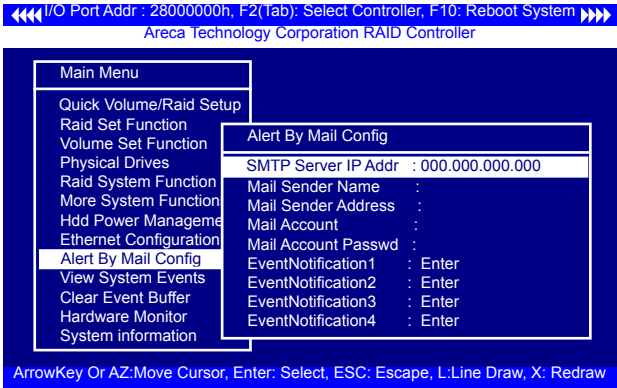 I/O Port Addr : 28000000h, F2(Tab): Select Controller, F10: Reboot System
Areca Technology Corporation RAID Controller
Main Menu
Quick Volume/Raid Setup
Raid Set Function
Volume Set Function
Physical Drives
Raid System Function
More System Function
Hdd Power Manageme
Ethernet Configuration
Alert By Mail Config
View System Events
Clear Event Buffer
Hardware Monitor
System information
Alert By Mail Config
SMTP Server IP Addr : 000.000.000.000
Mail Sender Name :
Mail Sender Address :
Mail Account :
Mail Account Passwd :
EventNotification1 : Enter
EventNotification2 : Enter
EventNotification3 : Enter
EventNotification4 : Enter
ArrowKey Or AZ:Move Cursor, Enter: Select, ESC: Escape, L:Line Draw, X: Redraw